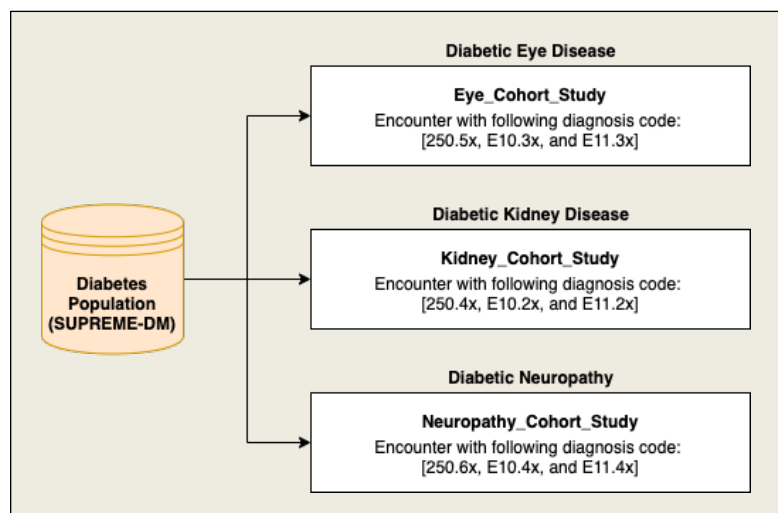 Diabetic Eye Disease
Eye_Cohort_Study
Encounter with following diagnosis code:
[250.5x, E10.3x, and E11.3x]
Diabetes
Population
(SUPREME-DM)
Diabetic Kidney Disease
Kidney_Cohort_Study
Encounter with following diagnosis code:
[250.4x, E10.2x, and E11.2x]
Diabetic Neuropathy
Neuropathy_Cohort_Study
Encounter with following diagnosis code:
[250.6x, E10.4x, and E11.4x]